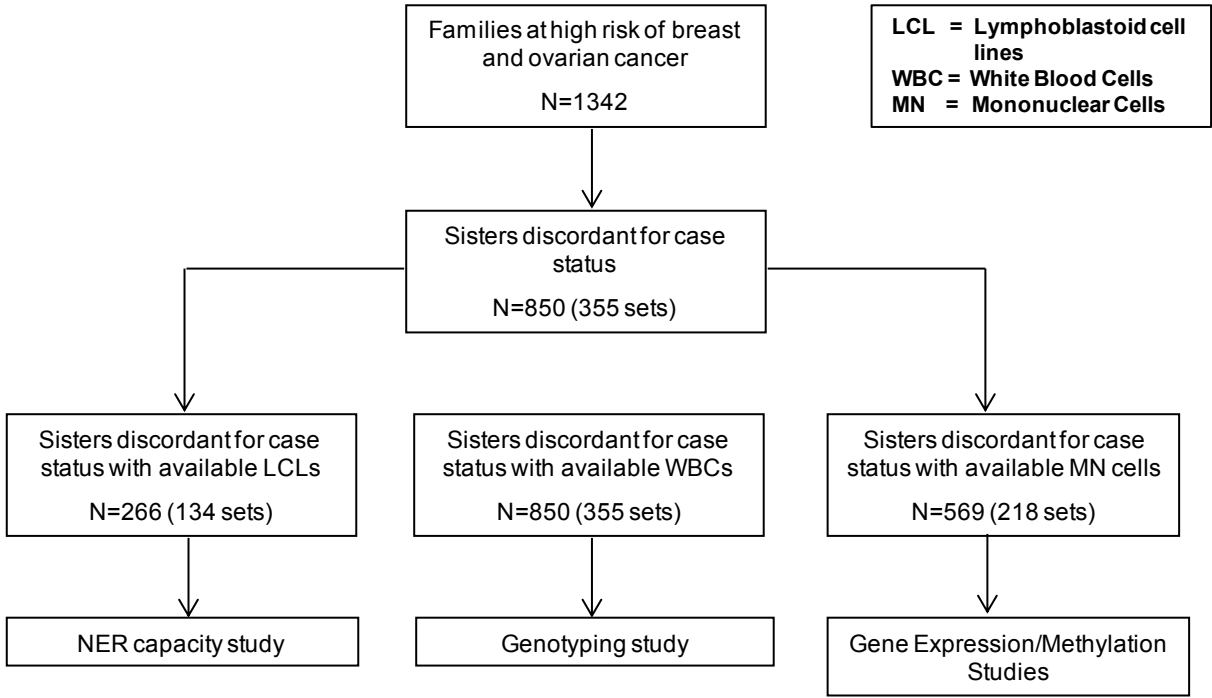 Families at high risk of breast
and ovarian cancer
N=1342
LCL = Lymphoblastoid cell
lines
WBC = White Blood Cells
MN = Mononuclear Cells
Sisters discordant for case
status
N=850 (355 sets)
Sisters discordant for case
status with available LCLs
N=266 (134 sets)
Sisters discordant for case
status with available WBCs
N=850 (355 sets)
Sisters discordant for case
status with available MN cells
N=569 (218 sets)
NER capacity study
Genotyping study
Gene Expression/Methylation
Studies